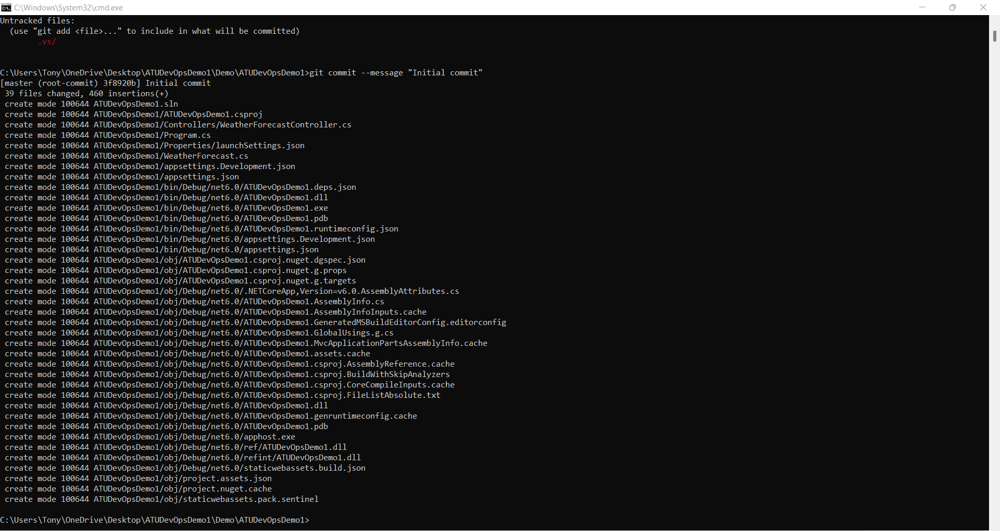 C:\Windows\System32\cmd.exe
Untracked files:
  (use "git add <file>..." to include in what will be committed)
        .vs/
C:\Users\Tony\OneDrive\Desktop\ATUDevOpsDemo1\Demo\ATUDevOpsDemo1>git commit --message "Initial commit"
[master (root-commit) 3f8920b] Initial commit
 39 files changed, 460 insertions(+)
 create mode 100644 ATUDevOpsDemo1.sln
 create mode 100644 ATUDevOpsDemo1/ATUDevOpsDemo1.csproj
 create mode 100644 ATUDevOpsDemo1/Controllers/WeatherForecastController.cs
 create mode 100644 ATUDevOpsDemo1/Program.cs
 create mode 100644 ATUDevOpsDemo1/Properties/launchSettings.json
 create mode 100644 ATUDevOpsDemo1/WeatherForecast.cs
 create mode 100644 ATUDevOpsDemo1/appsettings.Development.json
 create mode 100644 ATUDevOpsDemo1/appsettings.json
 create mode 100644 ATUDevOpsDemo1/bin/Debug/net6.0/ATUDevOpsDemo1.deps.json
 create mode 100644 ATUDevOpsDemo1/bin/Debug/net6.0/ATUDevOpsDemo1.dll
 create mode 100644 ATUDevOpsDemo1/bin/Debug/net6.0/ATUDevOpsDemo1.exe
 create mode 100644 ATUDevOpsDemo1/bin/Debug/net6.0/ATUDevOpsDemo1.pdb
 create mode 100644 ATUDevOpsDemo1/bin/Debug/net6.0/ATUDevOpsDemo1.runtimeconfig.json
 create mode 100644 ATUDevOpsDemo1/bin/Debug/net6.0/appsettings.Development.json
 create mode 100644 ATUDevOpsDemo1/bin/Debug/net6.0/appsettings.json
 create mode 100644 ATUDevOpsDemo1/obj/ATUDevOpsDemo1.csproj.nuget.dgspec.json
 create mode 100644 ATUDevOpsDemo1/obj/ATUDevOpsDemo1.csproj.nuget.g.props
 create mode 100644 ATUDevOpsDemo1/obj/ATUDevOpsDemo1.csproj.nuget.g.targets
 create mode 100644 ATUDevOpsDemo1/obj/Debug/net6.0/.NETCoreApp,Version=v6.0.AssemblyAttributes.cs
 create mode 100644 ATUDevOpsDemo1/obj/Debug/net6.0/ATUDevOpsDemo1.AssemblyInfo.cs
 create mode 100644 ATUDevOpsDemo1/obj/Debug/net6.0/ATUDevOpsDemo1.AssemblyInfoInputs.cache
 create mode 100644 ATUDevOpsDemo1/obj/Debug/net6.0/ATUDevOpsDemo1.GeneratedMSBuildEditorConfig.editorconfig
 create mode 100644 ATUDevOpsDemo1/obj/Debug/net6.0/ATUDevOpsDemo1.GlobalUsings.g.cs
 create mode 100644 ATUDevOpsDemo1/obj/Debug/net6.0/ATUDevOpsDemo1.MvcApplicationPartsAssemblyInfo.cache
 create mode 100644 ATUDevOpsDemo1/obj/Debug/net6.0/ATUDevOpsDemo1.assets.cache
 create mode 100644 ATUDevOpsDemo1/obj/Debug/net6.0/ATUDevOpsDemo1.csproj.AssemblyReference.cache
 create mode 100644 ATUDevOpsDemo1/obj/Debug/net6.0/ATUDevOpsDemo1.csproj.BuildWithSkipAnalyzers
 create mode 100644 ATUDevOpsDemo1/obj/Debug/net6.0/ATUDevOpsDemo1.csproj.CoreCompileInputs.cache
 create mode 100644 ATUDevOpsDemo1/obj/Debug/net6.0/ATUDevOpsDemo1.csproj.FileListAbsolute.txt
 create mode 100644 ATUDevOpsDemo1/obj/Debug/net6.0/ATUDevOpsDemo1.dll
 create mode 100644 ATUDevOpsDemo1/obj/Debug/net6.0/ATUDevOpsDemo1.genruntimeconfig.cache
 create mode 100644 ATUDevOpsDemo1/obj/Debug/net6.0/ATUDevOpsDemo1.pdb
 create mode 100644 ATUDevOpsDemo1/obj/Debug/net6.0/apphost.exe
 create mode 100644 ATUDevOpsDemo1/obj/Debug/net6.0/ref/ATUDevOpsDemo1.dll
 create mode 100644 ATUDevOpsDemo1/obj/Debug/net6.0/refint/ATUDevOpsDemo1.dll
 create mode 100644 ATUDevOpsDemo1/obj/Debug/net6.0/staticwebassets.build.json
 create mode 100644 ATUDevOpsDemo1/obj/project.assets.json
 create mode 100644 ATUDevOpsDemo1/obj/project.nuget.cache
 create mode 100644 ATUDevOpsDemo1/obj/staticwebassets.pack.sentinel
C:\Users\Tony\OneDrive\Desktop\ATUDevOpsDemo1\Demo\ATUDevOpsDemo1>